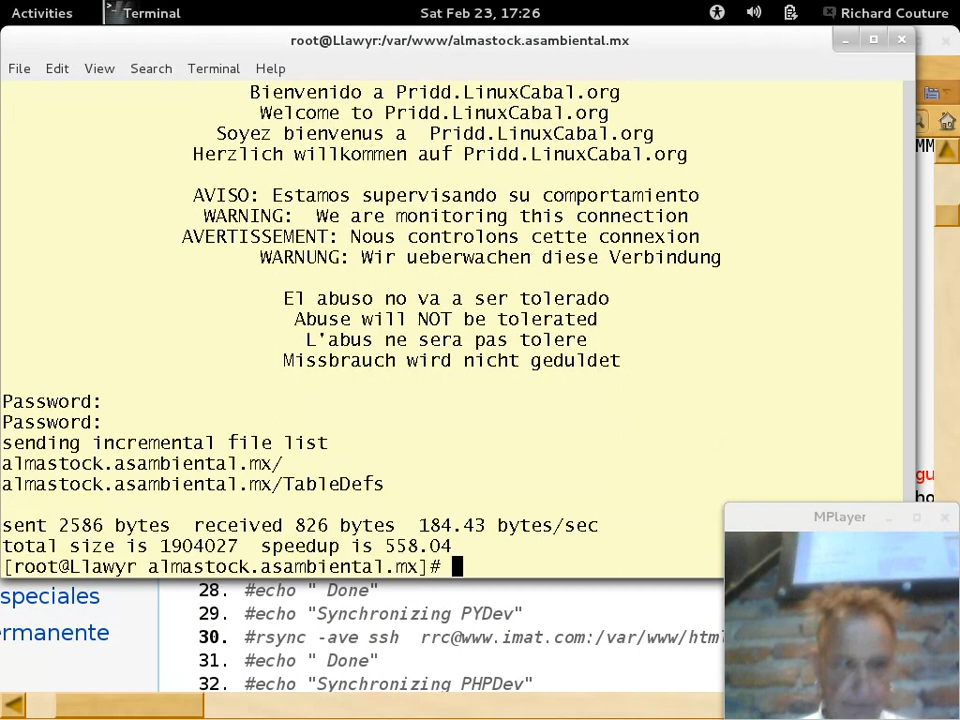 Activities Terminal Sat Feb 23, 17:26 Richard Couture
root@Llawyr:/var/www/almastock.asambiental.mx
File Edit View Search Terminal Help
Bienvenido a Pridd.LinuxCabal.org
Welcome to Pridd.LinuxCabal.org
Soyez bienvenus a  Pridd.LinuxCabal.org
Herzlich willkommen auf Pridd.LinuxCabal.org
AVISO: Estamos supervisando su comportamiento
WARNING:  We are monitoring this connection
AVERTISSEMENT: Nous controlons cette connexion
WARNUNG: Wir ueberwachen diese Verbindung
El abuso no va a ser tolerado
Abuse will NOT be tolerated
L'abus ne sera pas tolere
Missbrauch wird nicht geduldet
Password:
Password:
sending incremental file list
almastock.asambiental.mx/
almastock.asambiental.mx/TableDefs
sent 2586 bytes  received 826 bytes  184.43 bytes/sec
total size is 1904027  speedup is 558.04
[root@Llawyr almastock.asambiental.mx]#
MM
gu
ho
MPlayer
speciales
ermanente
28. #echo " Done"
29. #echo "Synchronizing PYDev"
30. #rsync -ave ssh  rrc@www.imat.com:/var/www/html
31. #echo " Done"
32. #echo "Synchronizing PHPDev"